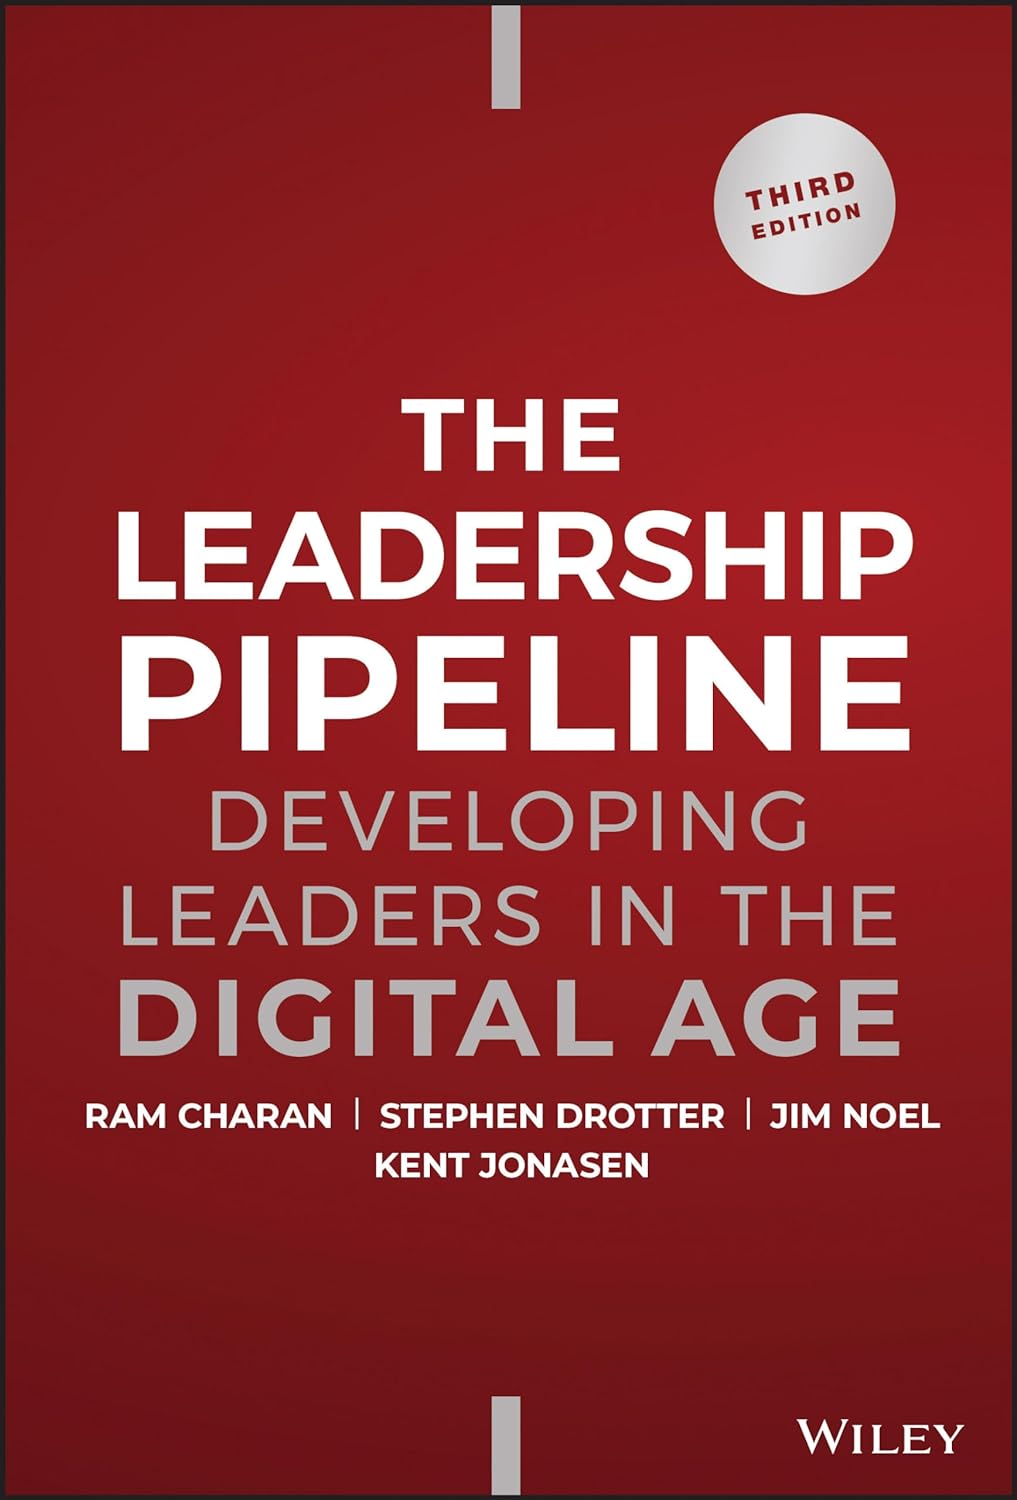 THIRD
EDITION
THE
LEADERSHIP
PIPELINE
DEVELOPING
LEADERS IN THE
DIGITAL AGE
RAM CHARAN | STEPHEN DROTTER | JIM NOEL
KENT JONASEN
WILEY